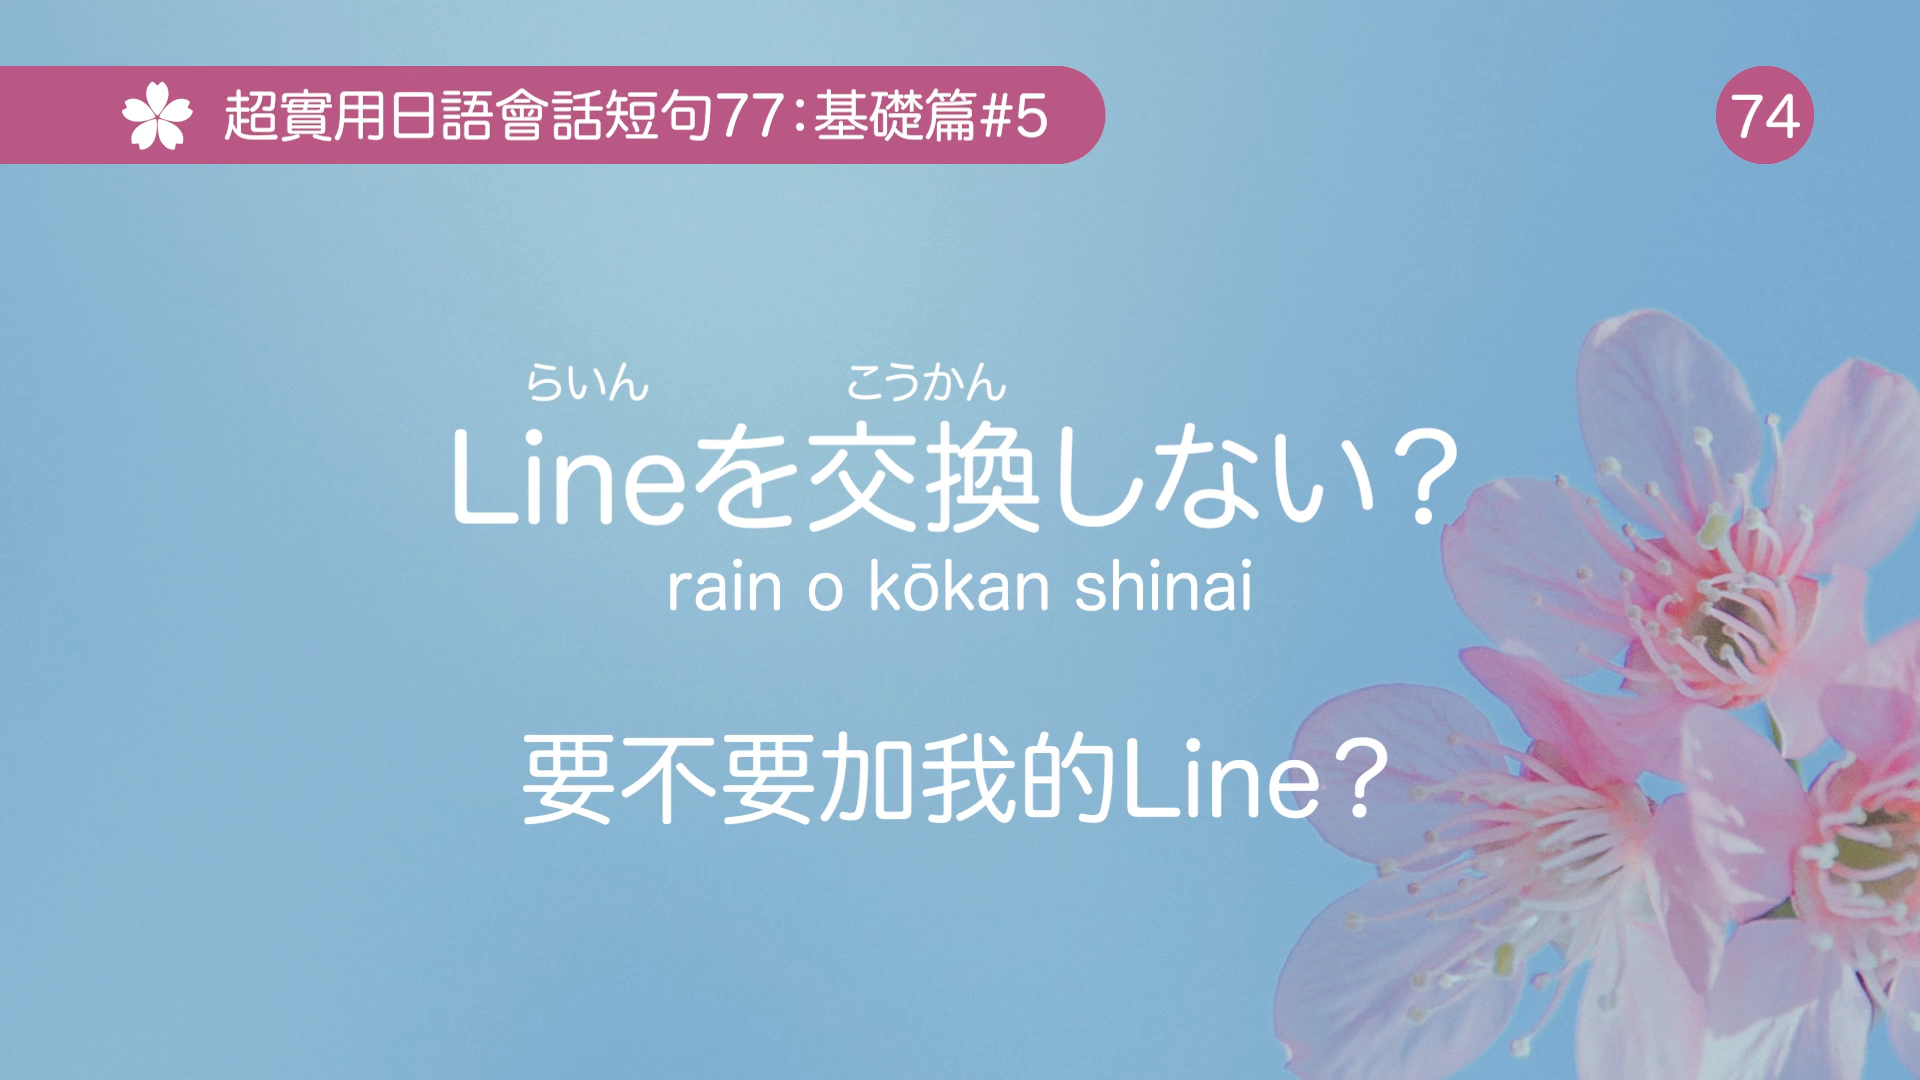 超實用日語會話短句77：基礎篇#5
74
らいん こうかん
Lineを交換しない？
rain o kōkan shinai
要不要加我的Line？